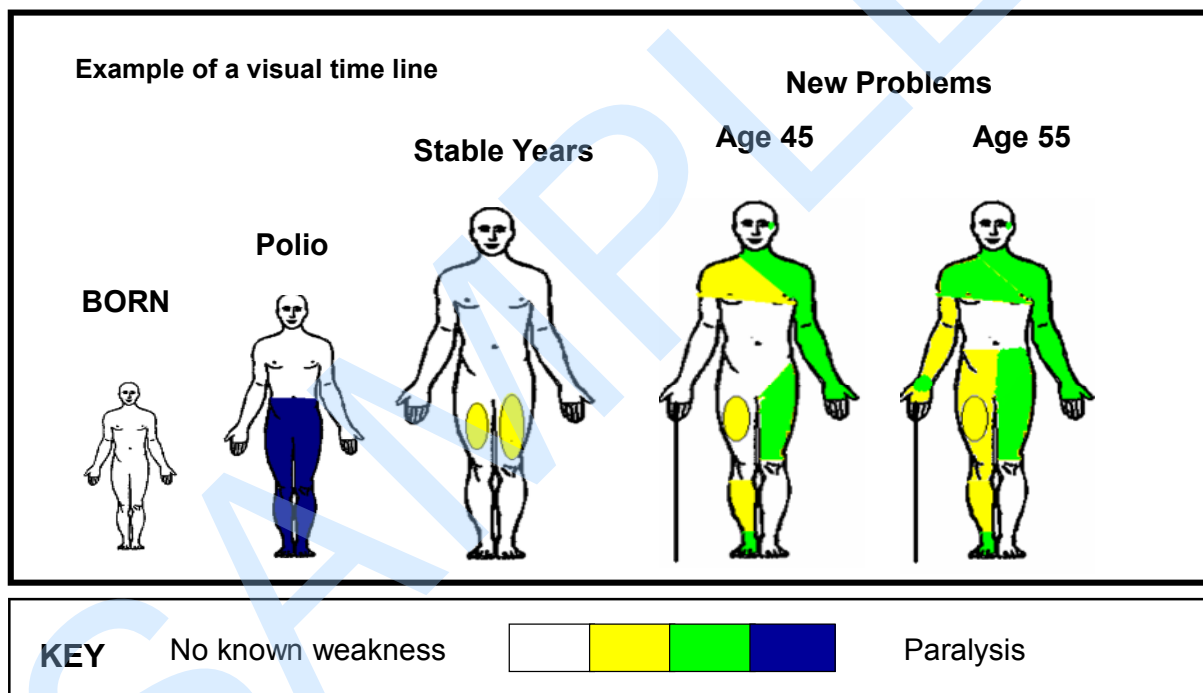 Example of a visual time line
New Problems
Age 45
Age 55
Stable Years
Polio
BORN
KEY No known weakness Paralysis
SAMPLE